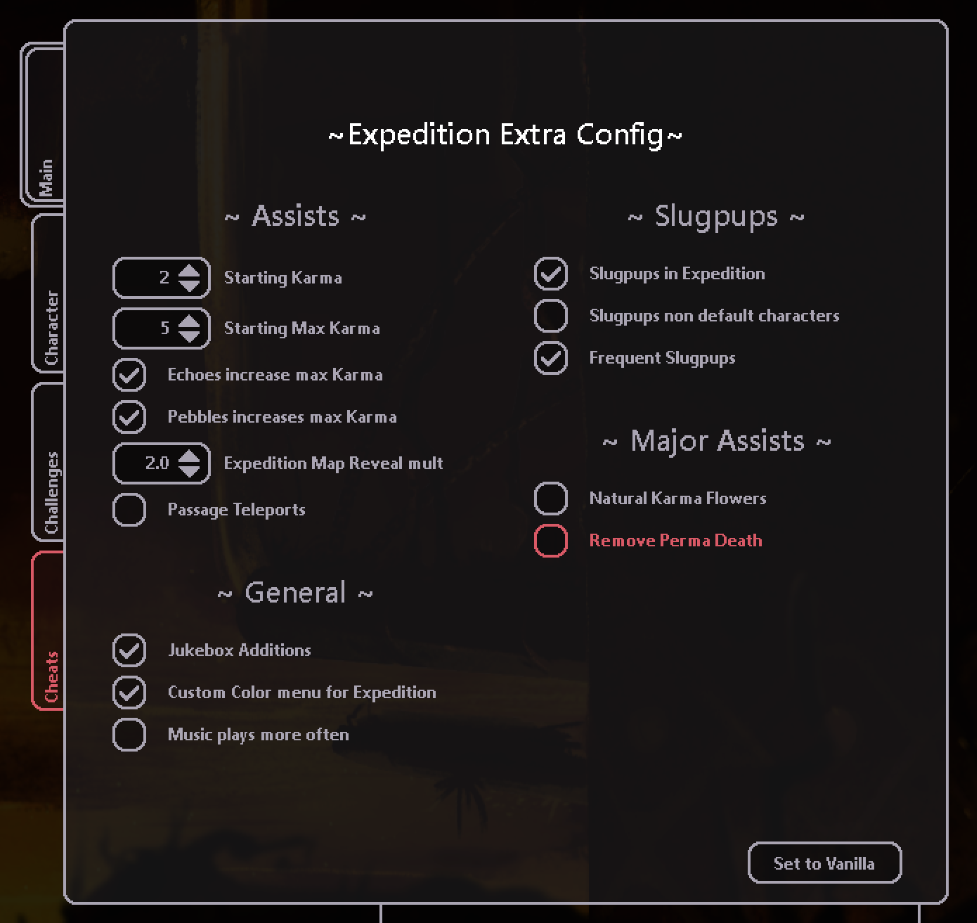 ~Expedition Extra Config~
Main
Character
Challenges
Cheats
~ Assists ~
2 Starting Karma
5 Starting Max Karma
Echoes increase max Karma
Pebbles increases max Karma
2.0 Expedition Map Reveal mult
Passage Teleports
~ General ~
Jukebox Additions
Custom Color menu for Expedition
Music plays more often
~ Slugpups ~
Slugpups in Expedition
Slugpups non default characters
Frequent Slugpups
~ Major Assists ~
Natural Karma Flowers
Remove Perma Death
Set to Vanilla